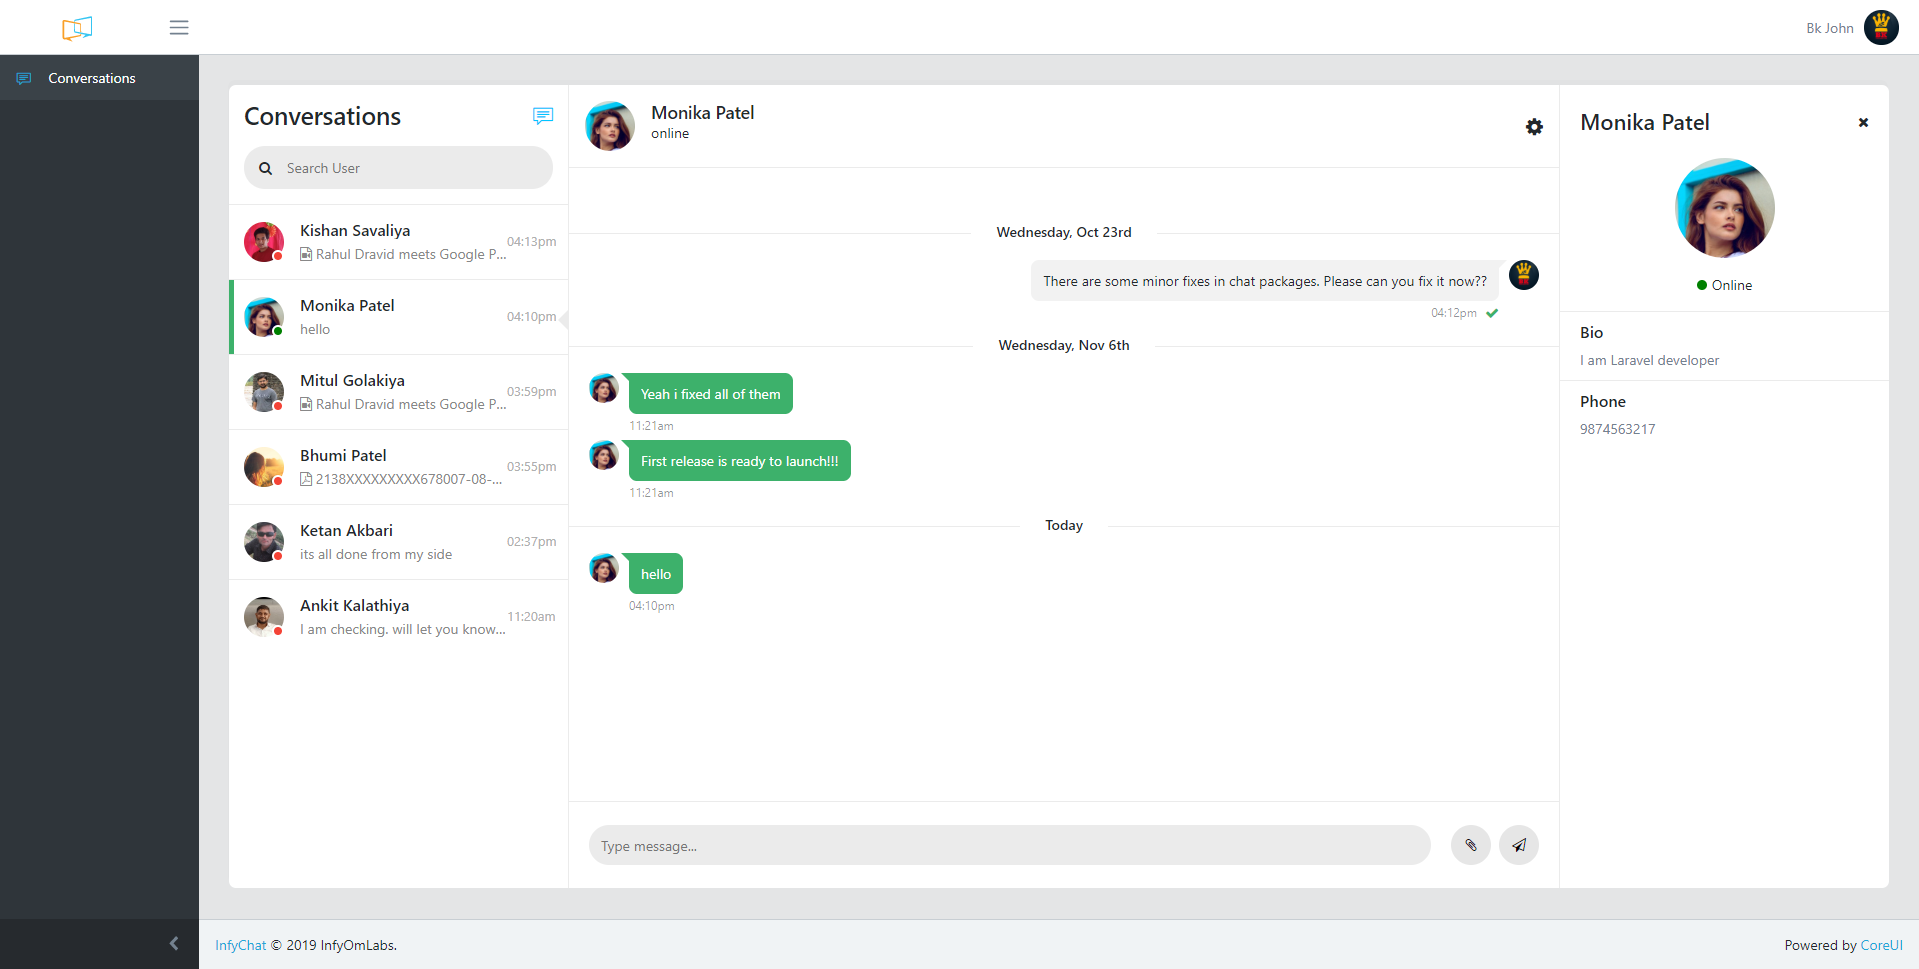 Bk John
Conversations
Conversations
Search User
Kishan Savaliya
04:13pm
Rahul Dravid meets Google P...
Monika Patel
04:10pm
hello
Mitul Golakiya
03:59pm
Rahul Dravid meets Google P...
Bhumi Patel
03:55pm
2138XXXXXXXXX678007-08-...
Ketan Akbari
02:37pm
its all done from my side
Ankit Kalathiya
11:20am
I am checking. will let you know...
Monika Patel
online
Wednesday, Oct 23rd
There are some minor fixes in chat packages. Please can you fix it now??
04:12pm
Wednesday, Nov 6th
Yeah i fixed all of them
11:21am
First release is ready to launch!!!
11:21am
Today
hello
04:10pm
Type message...
Monika Patel
Online
Bio
I am Laravel developer
Phone
9874563217
InfyChat © 2019 InfyOmLabs.
Powered by CoreUI